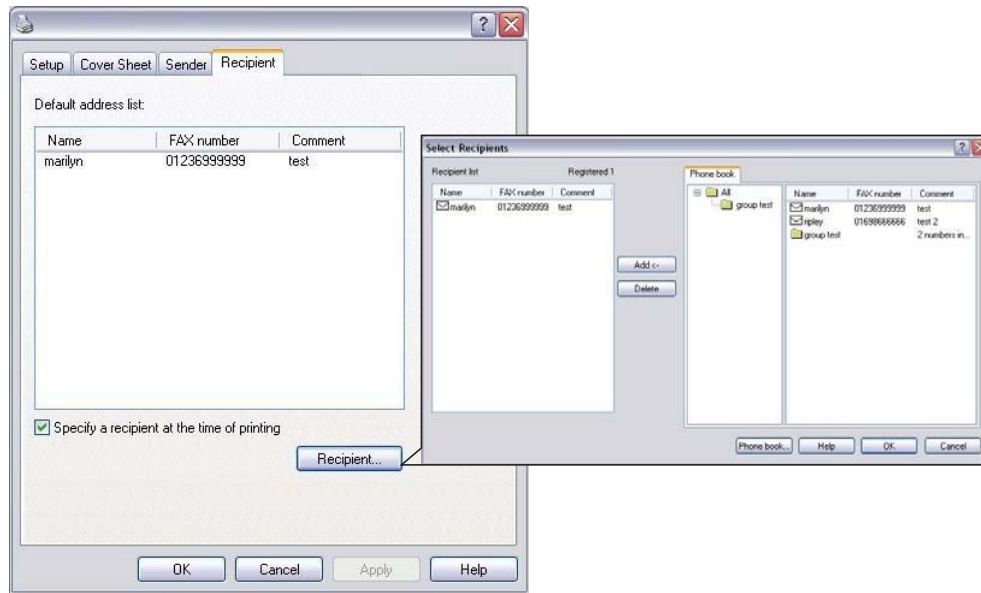 Setup Cover Sheet Sender Recipient
Default address list:
Name FAX number Comment
marilyn 01236999999 test
Specify a recipient at the time of printing
Recipient...
OK Cancel Apply Help
Select Recipients
Recipient list Registered 1
Name FAX number Comment
marilyn 01236999999 test
Add <-
Delete
Phone book
All
group test
Name FAX number Comment
marilyn 01236999999 test
ripley 01698666666 test 2
group test 2 numbers in...
Phone book... Help OK Cancel